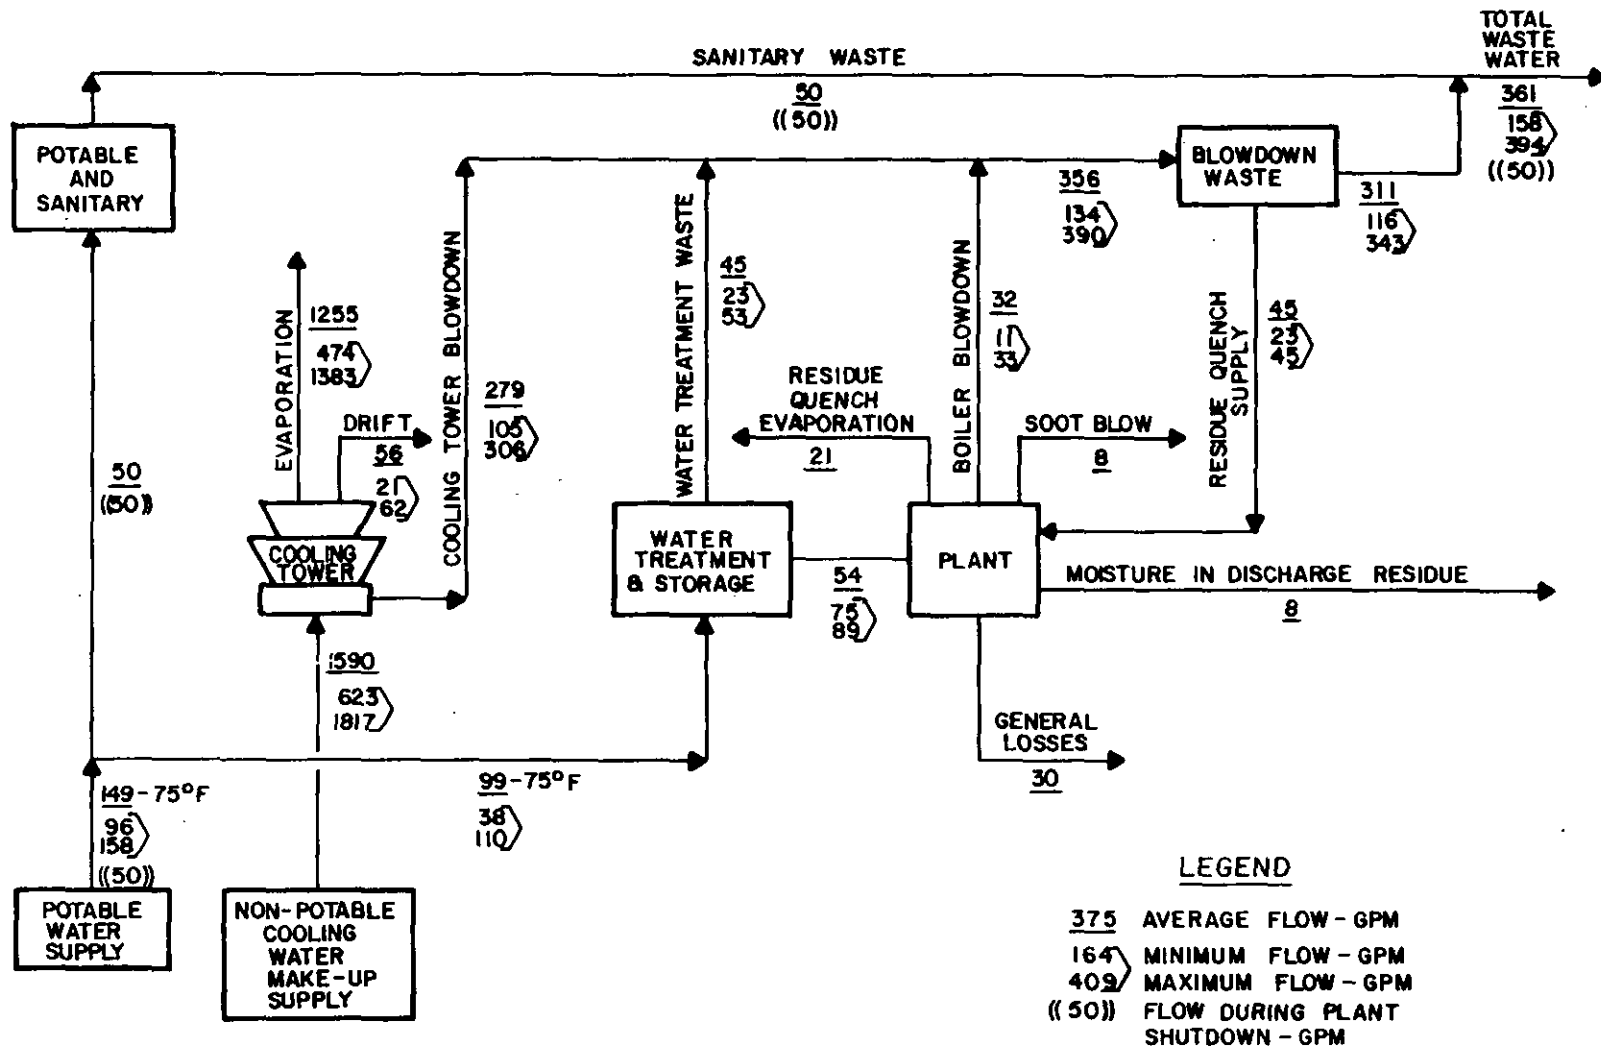 TOTAL
WASTE
WATER
SANITARY WASTE
50
((50))
361
158
394
((50))
POTABLE
AND
SANITARY
BLOWDOWN
WASTE
356
134
390
311
116
343
EVAPORATION
1255
474
1383
DRIFT
56
21
62
COOLING TOWER BLOWDOWN
279
105
306
WATER TREATMENT WASTE
45
23
53
RESIDUE
QUENCH
EVAPORATION
21
BOILER BLOWDOWN
32
11
33
SOOT BLOW
8
RESIDUE QUENCH
SUPPLY
45
23
45
50
((50))
COOLING
TOWER
WATER
TREATMENT
& STORAGE
54
75
89
PLANT
MOISTURE IN DISCHARGE RESIDUE
8
1590
623
1817
GENERAL
LOSSES
30
149-75°F
96
158
((50))
99-75°F
38
110
POTABLE
WATER
SUPPLY
NON-POTABLE
COOLING
WATER
MAKE-UP
SUPPLY
LEGEND
375 AVERAGE FLOW-GPM
164 MINIMUM FLOW-GPM
409 MAXIMUM FLOW-GPM
((50)) FLOW DURING PLANT
SHUTDOWN-GPM